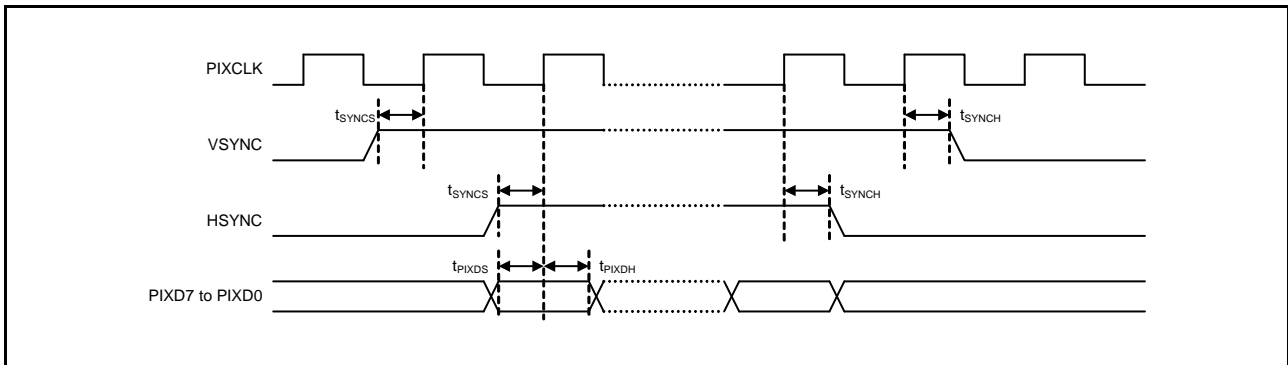 PIXCLK
tSYNCS tSYNCH
VSYNC
tSYNCS tSYNCH
HSYNC
tPIXDS tPIXDH
PIXD7 to PIXD0